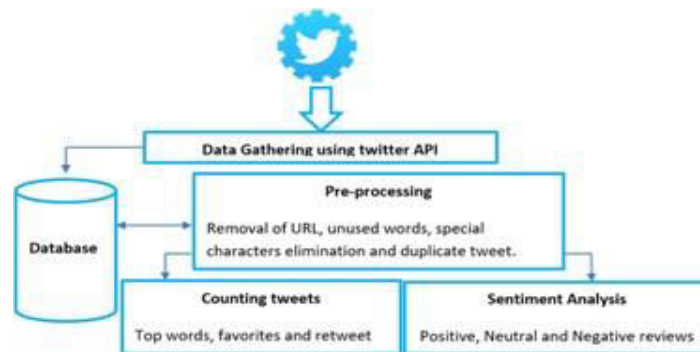 Data Gathering using twitter API
Pre-processing
Removal of URL, unused words, special
characters elimination and duplicate tweet.
Database
Counting tweets
Top words, favorites and retweet
Sentiment Analysis
Positive, Neutral and Negative reviews